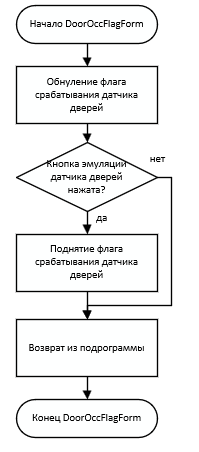 Начало DoorOccFlagForm
Обнуление флага
срабатывания датчика
дверей
Кнопка эмуляции
датчика дверей
нажата?
нет
да
Поднятие флага
срабатывания датчика
дверей
Возврат из подрограммы
Конец DoorOccFlagForm